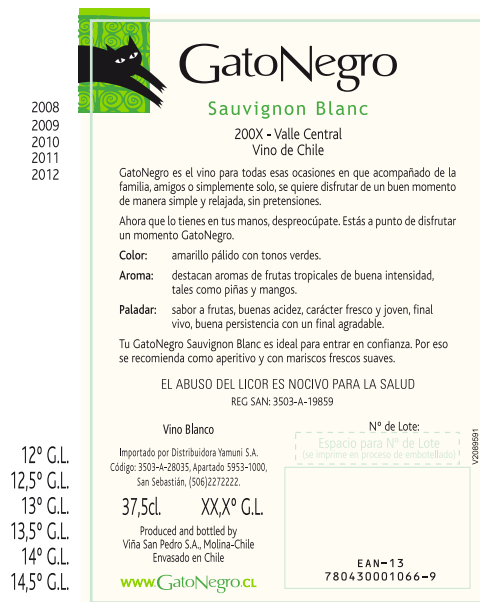 GatoNegro
Sauvignon Blanc
200X - Valle Central
Vino de Chile
2008
2009
2010
2011
2012
GatoNegro es el vino para todas esas ocasiones en que acompañado de la
familia, amigos o simplemente solo, se quiere disfrutar de un buen momento
de manera simple y relajada, sin pretensiones.
Ahora que lo tienes en tus manos, despreocúpate. Estás a punto de disfrutar
un momento GatoNegro.
Color: amarillo pálido con tonos verdes.
Aroma: destacan aromas de frutas tropicales de buena intensidad,
tales como piñas y mangos.
Paladar: sabor a frutas, buenas acidez, carácter fresco y joven, final
vivo, buena persistencia con un final agradable.
Tu GatoNegro Sauvignon Blanc es ideal para entrar en confianza. Por eso
se recomienda como aperitivo y con mariscos frescos suaves.
EL ABUSO DEL LICOR ES NOCIVO PARA LA SALUD
REG SAN: 3503-A-19859
Vino Blanco
Importado por Distribuidora Yamuni S.A.
Código: 3503-A-28035, Apartado 5953-1000,
San Sebastián, (506)2272222.
37,5cl. XX,Xº G.L.
Produced and bottled by
Viña San Pedro S.A., Molina-Chile
Envasado en Chile
www.GatoNegro.CL
Nº de Lote:
Espacio para Nº de Lote
(se imprime en proceso de embotellado)
V2089591
EAN-13
780430001066-9
12º G.L.
12,5º G.L.
13º G.L.
13,5º G.L.
14º G.L.
14,5º G.L.